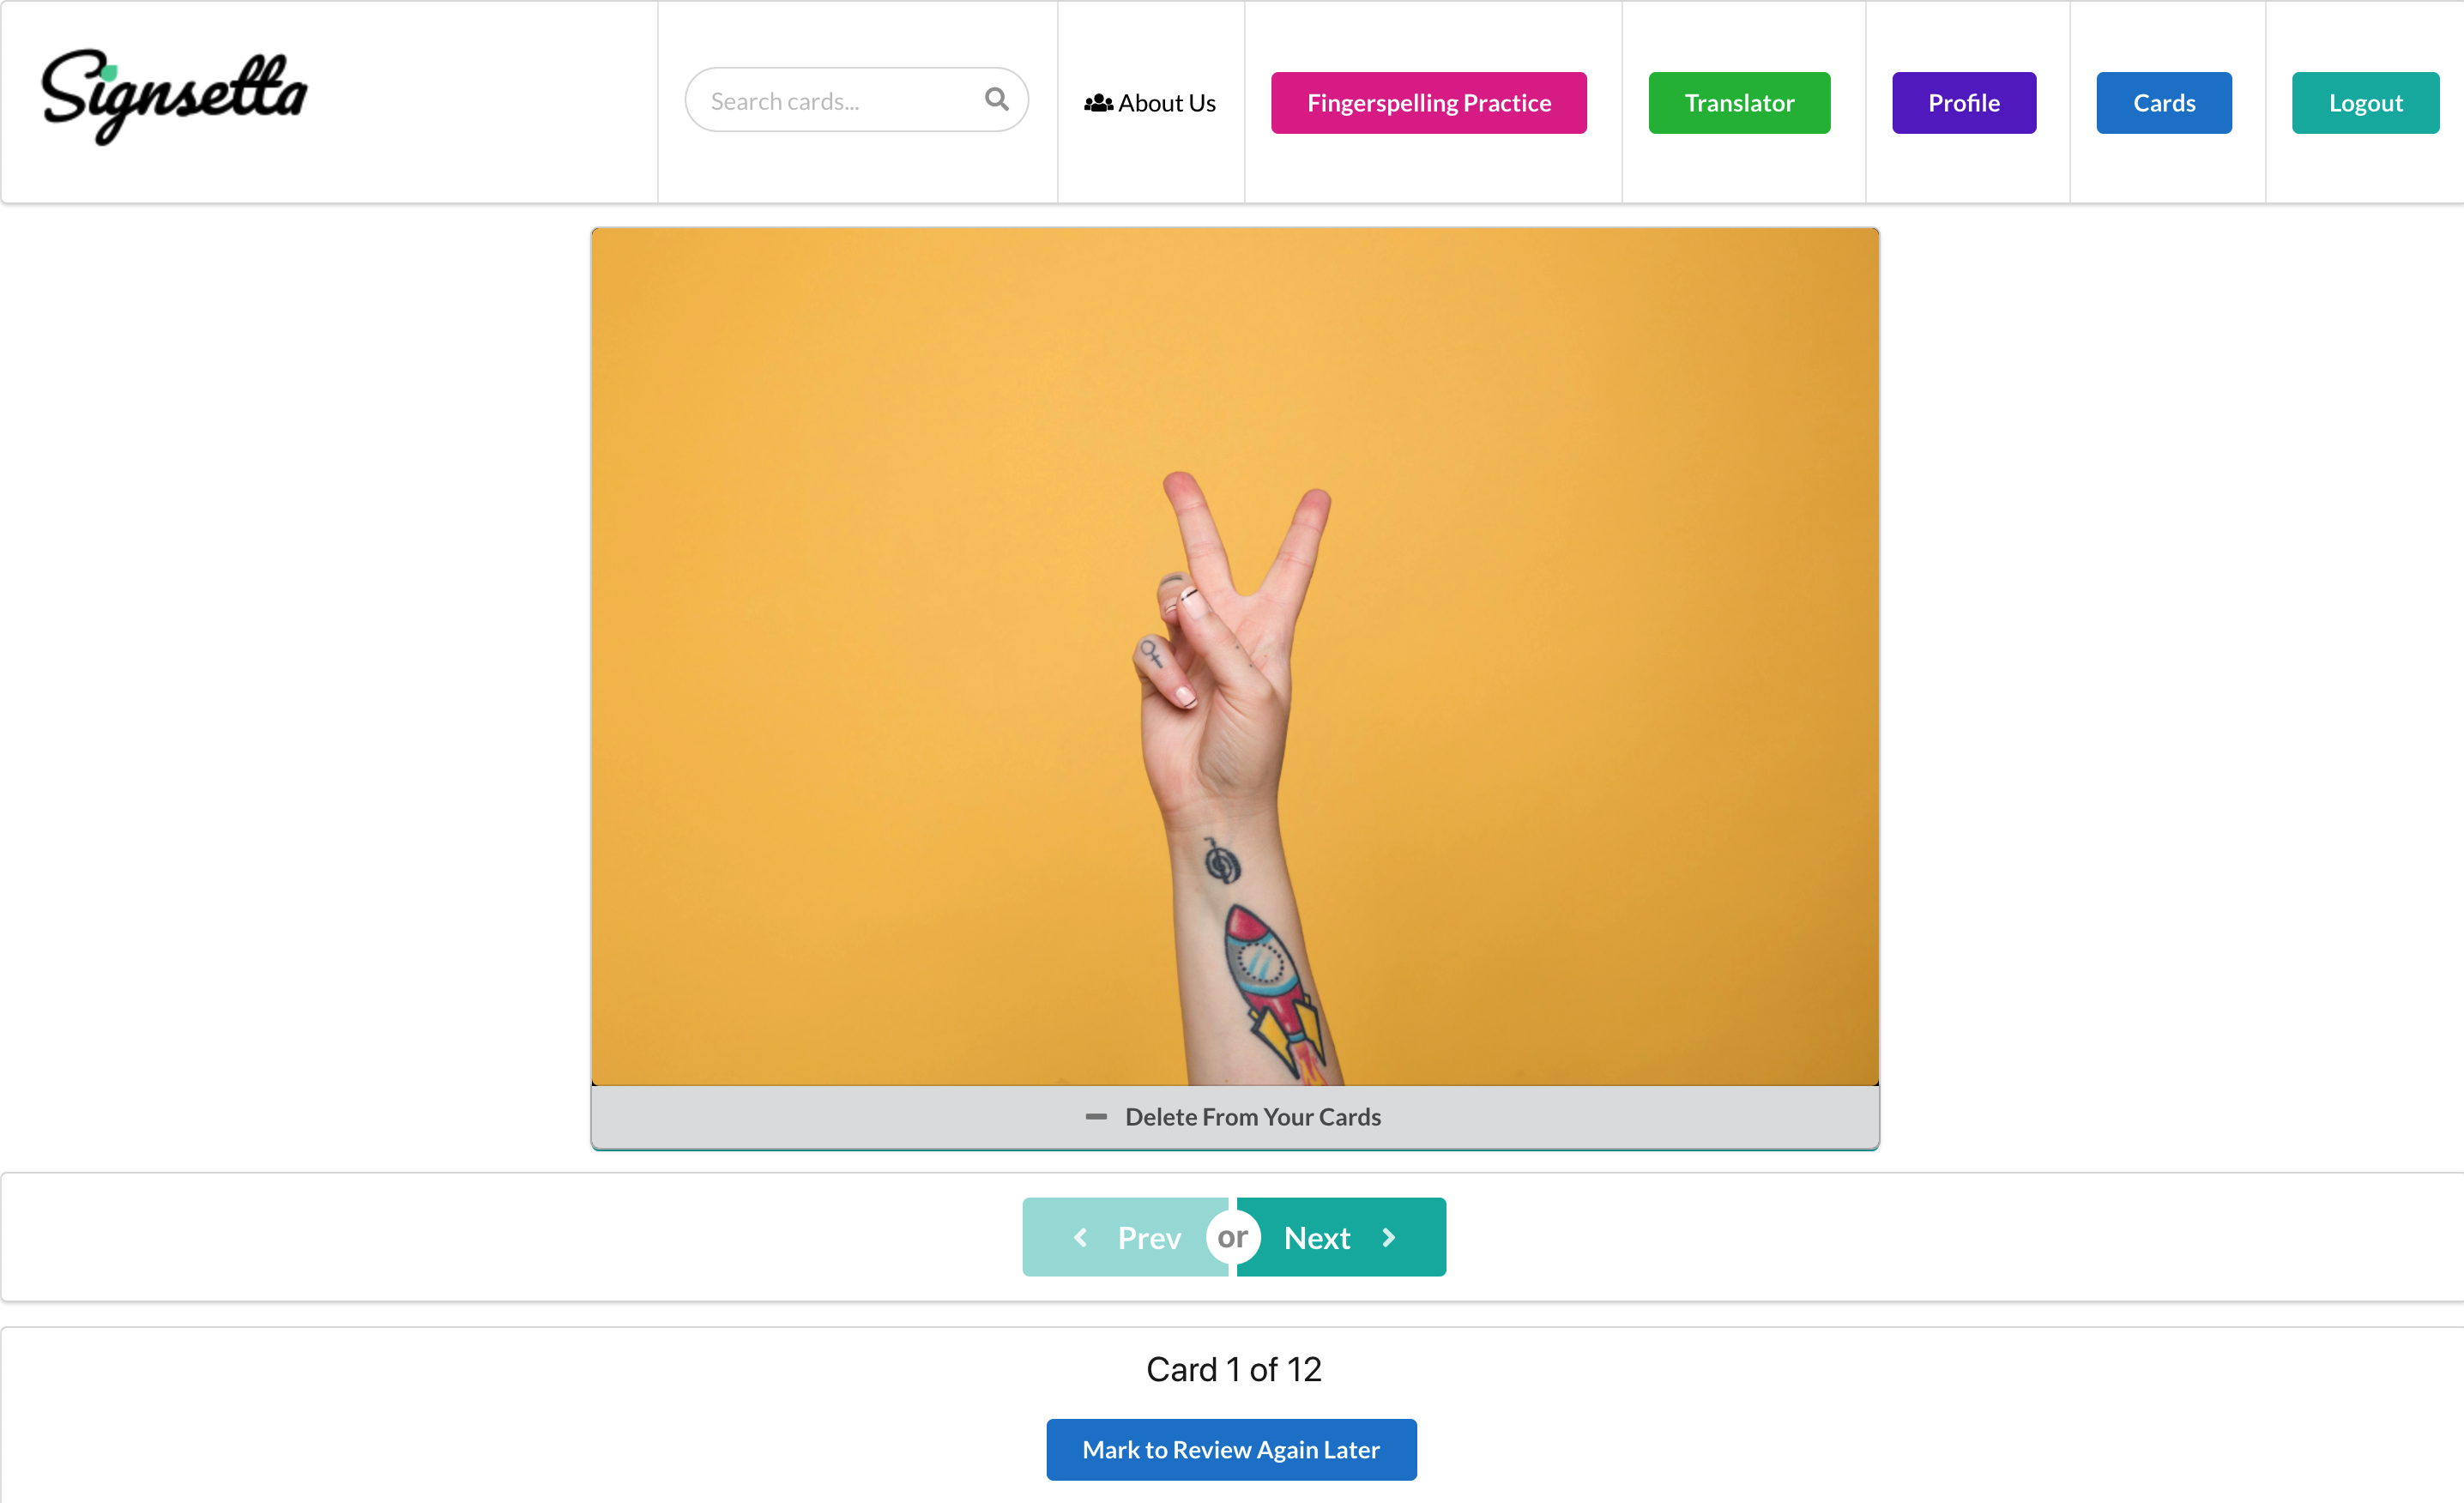 Signsetta
Search cards...
About Us
Fingerspelling Practice
Translator
Profile
Cards
Logout
Delete From Your Cards
Prev
or
Next
Card 1 of 12
Mark to Review Again Later